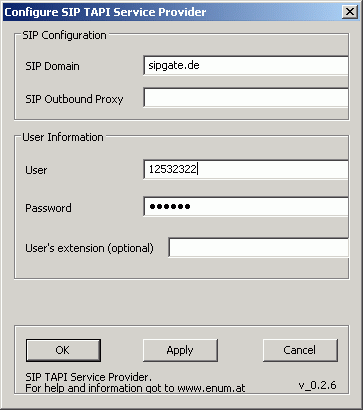 Configure SIP TAPI Service Provider
SIP Configuration
SIP Domain
sipgate.de
SIP Outbound Proxy
User Information
User
12532322
Password
●●●●●●
User's extension (optional)
OK
Apply
Cancel
SIP TAPI Service Provider.
For help and information got to www.enum.at
v_0.2.6